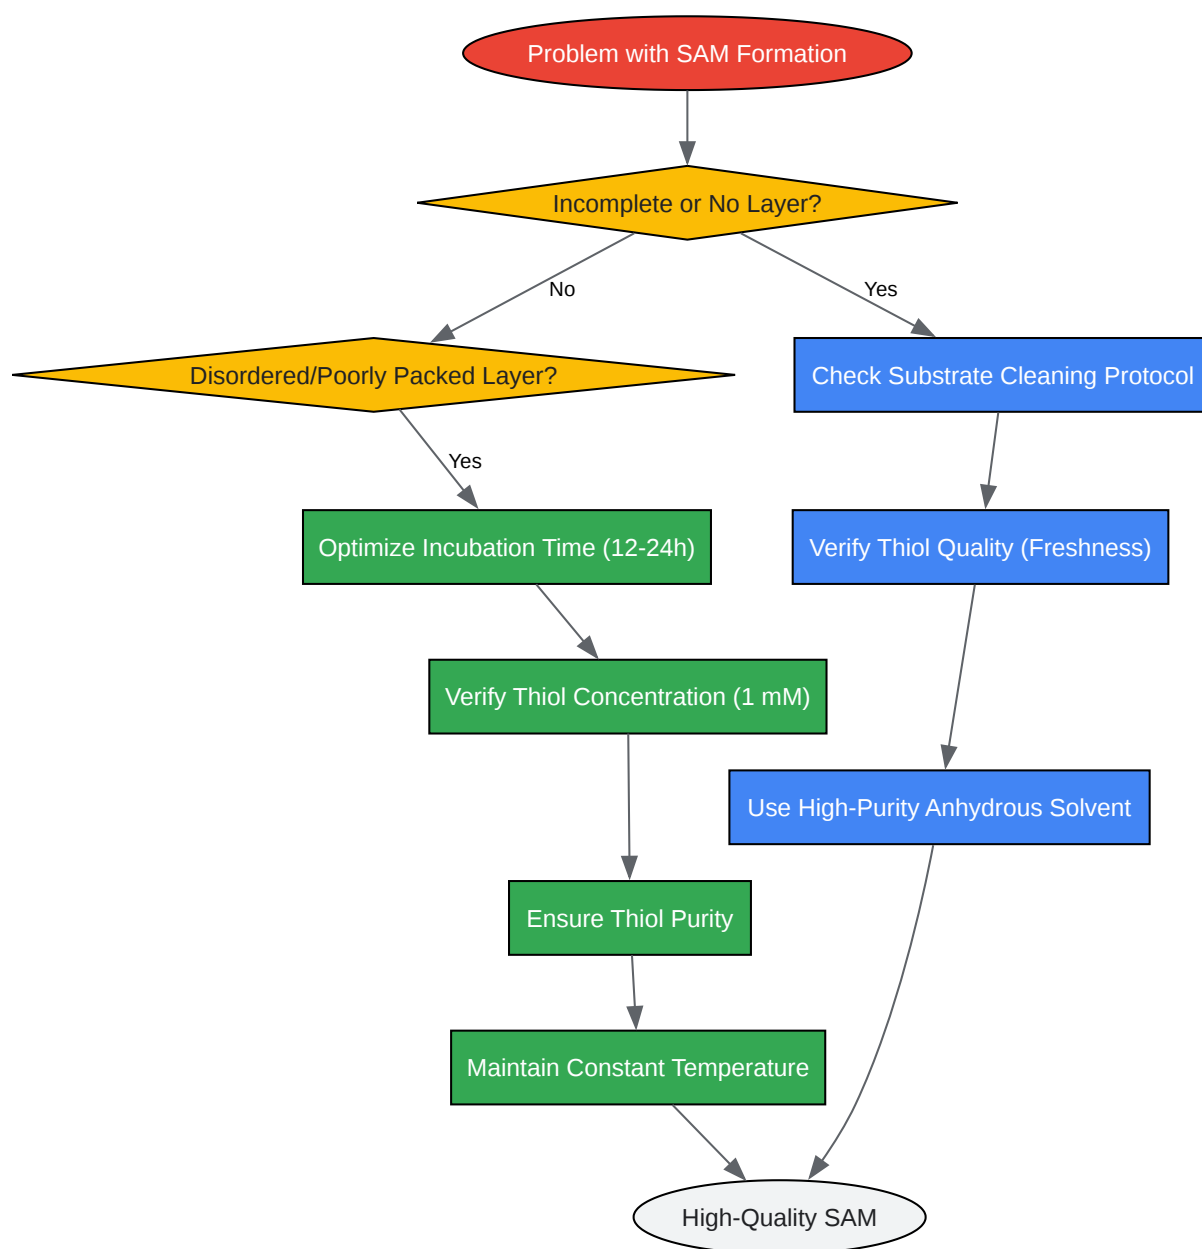 Problem with SAM Formation
Incomplete or No Layer?
No
Yes
Disordered/Poorly Packed Layer?
Check Substrate Cleaning Protocol
Yes
Optimize Incubation Time (12-24h)
Verify Thiol Quality (Freshness)
Verify Thiol Concentration (1 mM)
Use High-Purity Anhydrous Solvent
Ensure Thiol Purity
Maintain Constant Temperature
High-Quality SAM